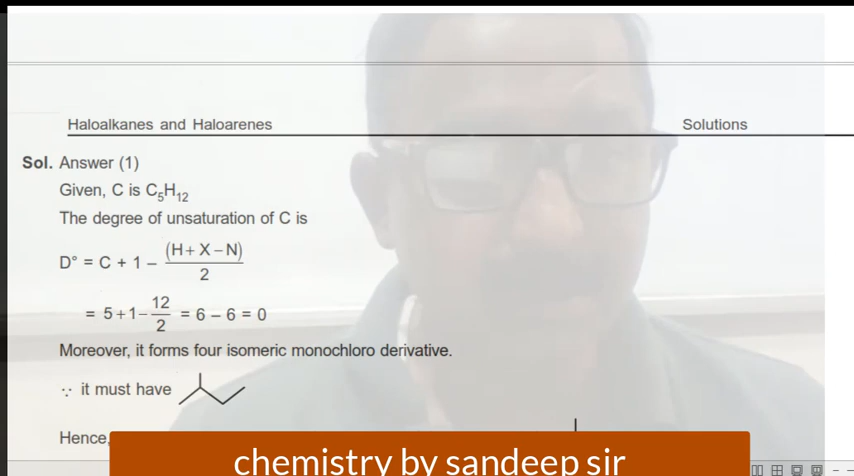 Haloalkanes and Haloarenes
Solutions
Sol. Answer (1)
Given, C is C₅H₁₂
The degree of unsaturation of C is
D° = C + 1 – (H + X – N) / 2
= 5 + 1 – 12/2 = 6 – 6 = 0
Moreover, it forms four isomeric monochloro derivative.
∵ it must have
Hence,
chemistry by sandeep sir